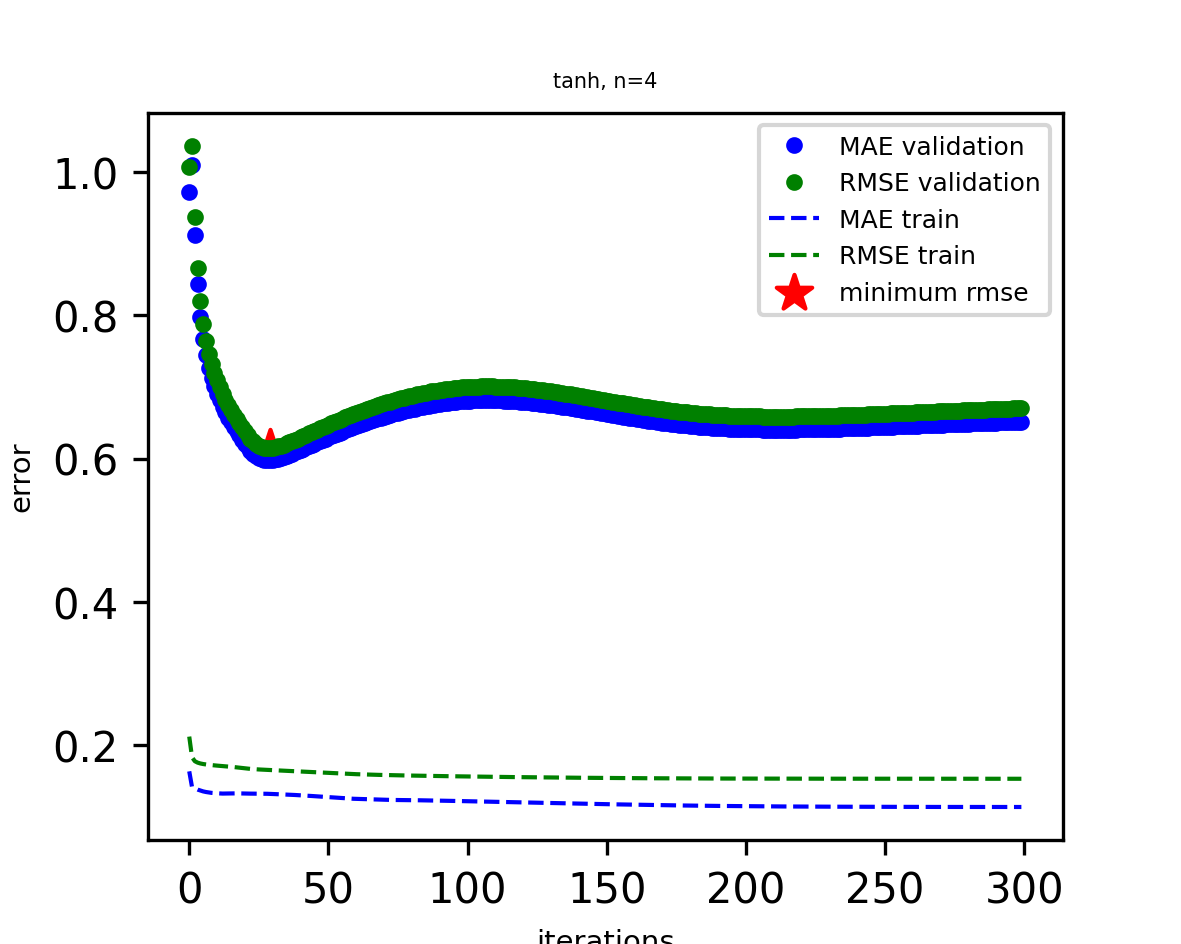 tanh, n=4
MAE validation
RMSE validation
MAE train
RMSE train
minimum rmse
1.0
0.8
0.6
0.4
0.2
error
0 50 100 150 200 250 300
iterations